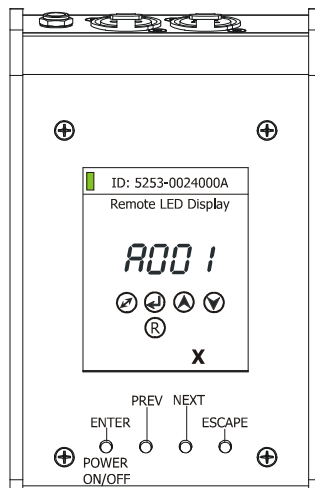 ID: 5253-0024000A
Remote LED Display
A001
R
X
PREV NEXT
ENTER ESCAPE
POWER
ON/OFF